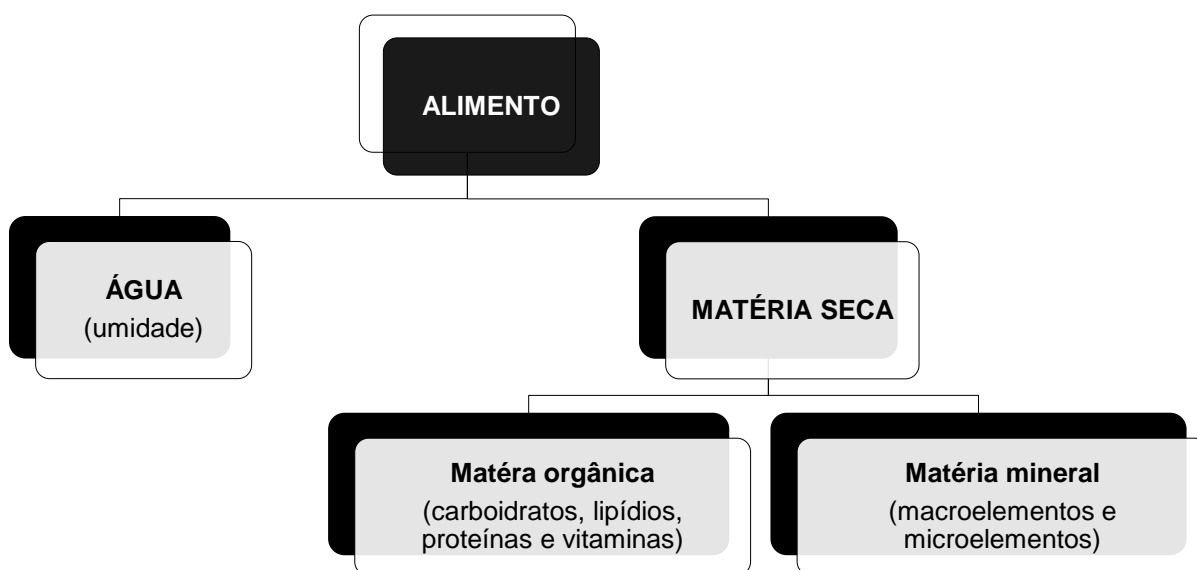 ALIMENTO
ÁGUA
(umidade)
MATÉRIA SECA
Matéra orgânica
(carboidratos, lipídios,
proteínas e vitaminas)
Matéria mineral
(macroelementos e
microelementos)